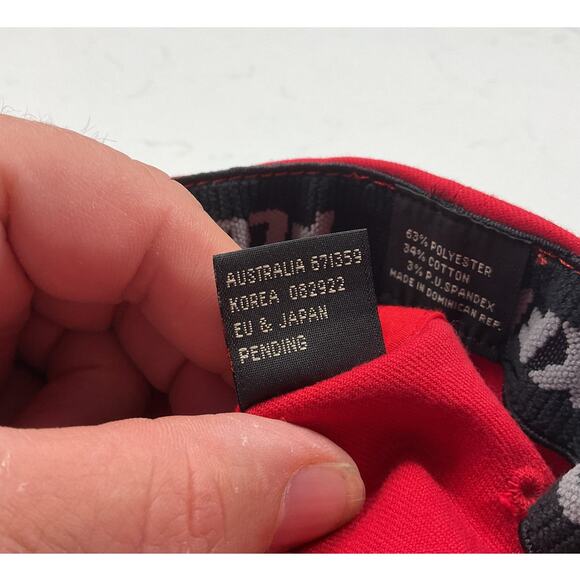 AUSTRALIA 671359
KOREA 082922
EU & JAPAN
PENDING
63% POLYESTER
34% COTTON
3% P.U.SPANDEX
MADE IN DOMINICAN REP.